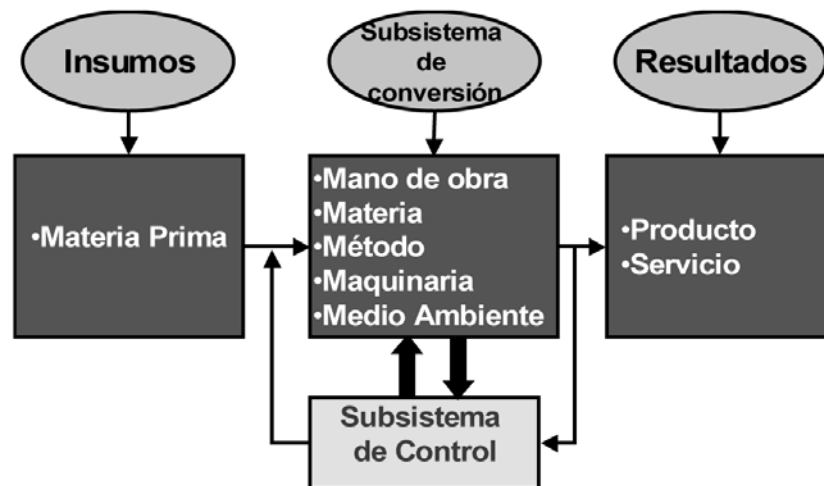 Insumos
Subsistema
de
conversión
Resultados
•Materia Prima
•Mano de obra
•Materia
•Método
•Maquinaria
•Medio Ambiente
•Producto
•Servicio
Subsistema
de Control